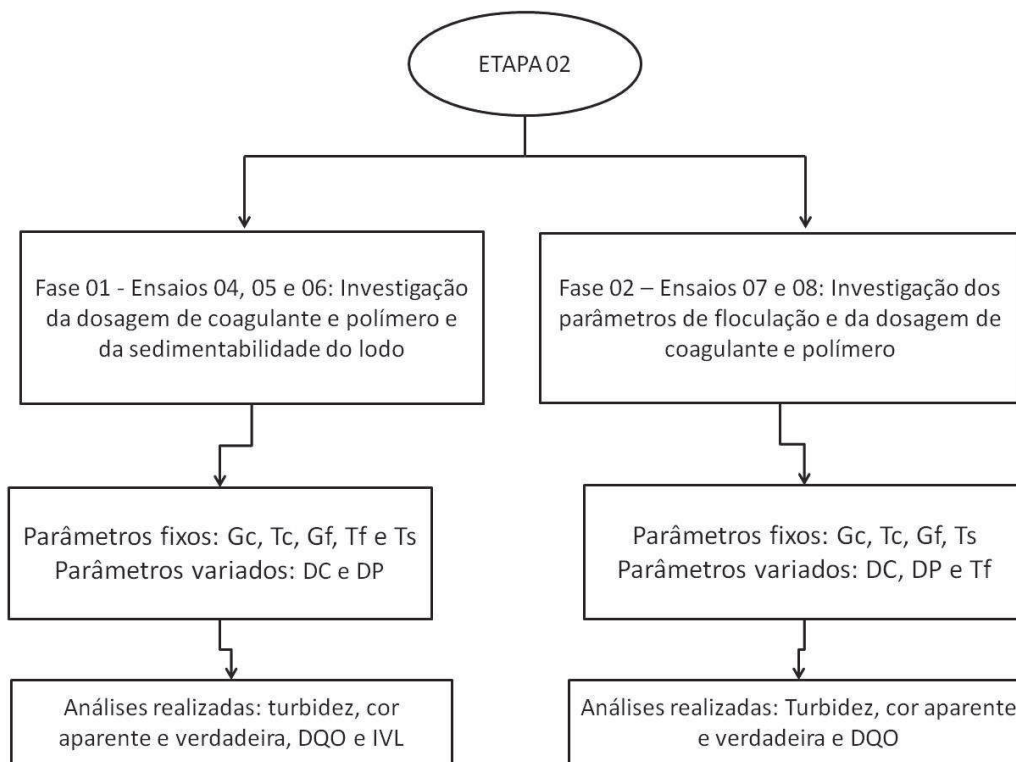 ETAPA 02
Fase 01 - Ensaios 04, 05 e 06: Investigação
da dosagem de coagulante e polímero e
da sedimentabilidade do lodo
Fase 02 – Ensaios 07 e 08: Investigação dos
parâmetros de floculação e da dosagem de
coagulante e polímero
Parâmetros fixos: Gc, Tc, Gf, Tf e Ts
Parâmetros variados: DC e DP
Parâmetros fixos: Gc, Tc, Gf, Ts
Parâmetros variados: DC, DP e Tf
Análises realizadas: turbidez, cor
aparente e verdadeira, DQO e IVL
Análises realizadas: Turbidez, cor aparente
e verdadeira e DQO